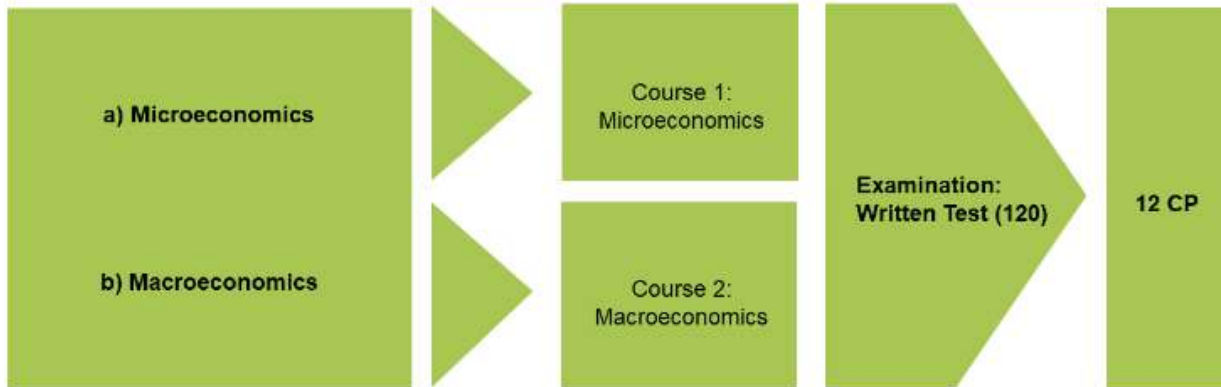 a) Microeconomics
b) Macroeconomics
Course 1:
Microeconomics
Course 2:
Macroeconomics
Examination:
Written Test (120)
12 CP